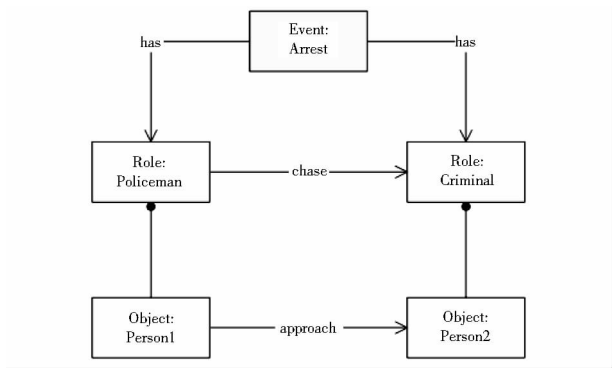 Event:
Arrest
has
has
Role:
Policeman
chase
Role:
Criminal
Object:
Person1
approach
Object:
Person2